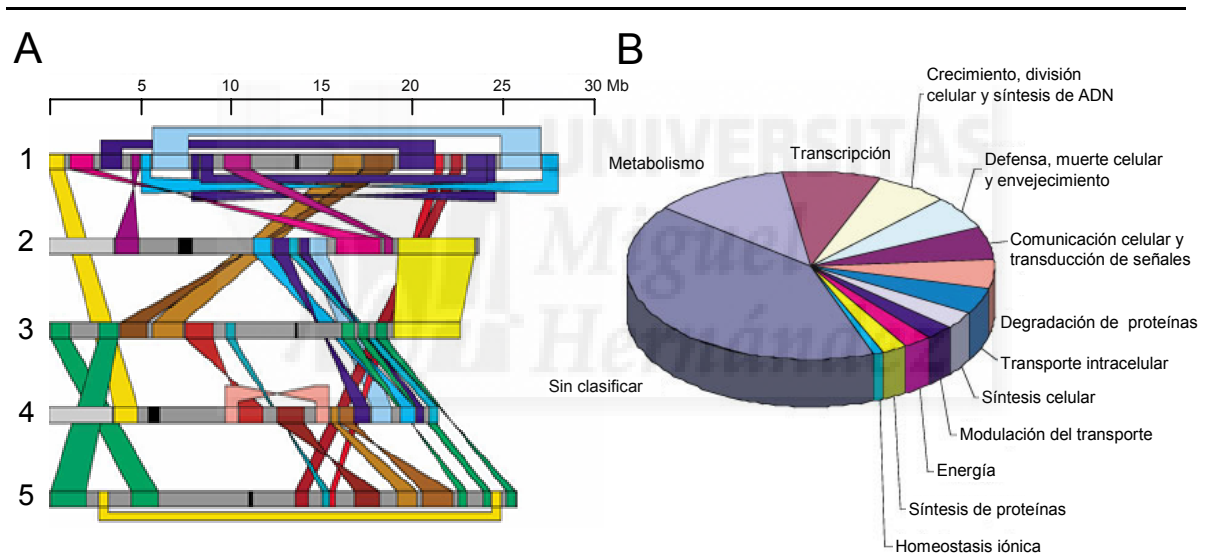 A
B
5
10
15
20
25
30 Mb
1
2
3
4
5
Crecimiento, división
celular y síntesis de ADN
Transcripción
Metabolismo
Defensa, muerte celular
y envejecimiento
Comunicación celular y
transducción de señales
Degradación de proteínas
Transporte intracelular
Síntesis celular
Modulación del transporte
Energía
Síntesis de proteínas
Homeostasis iónica
Sin clasificar
UNIVERSITAS
Miguel
Hernández